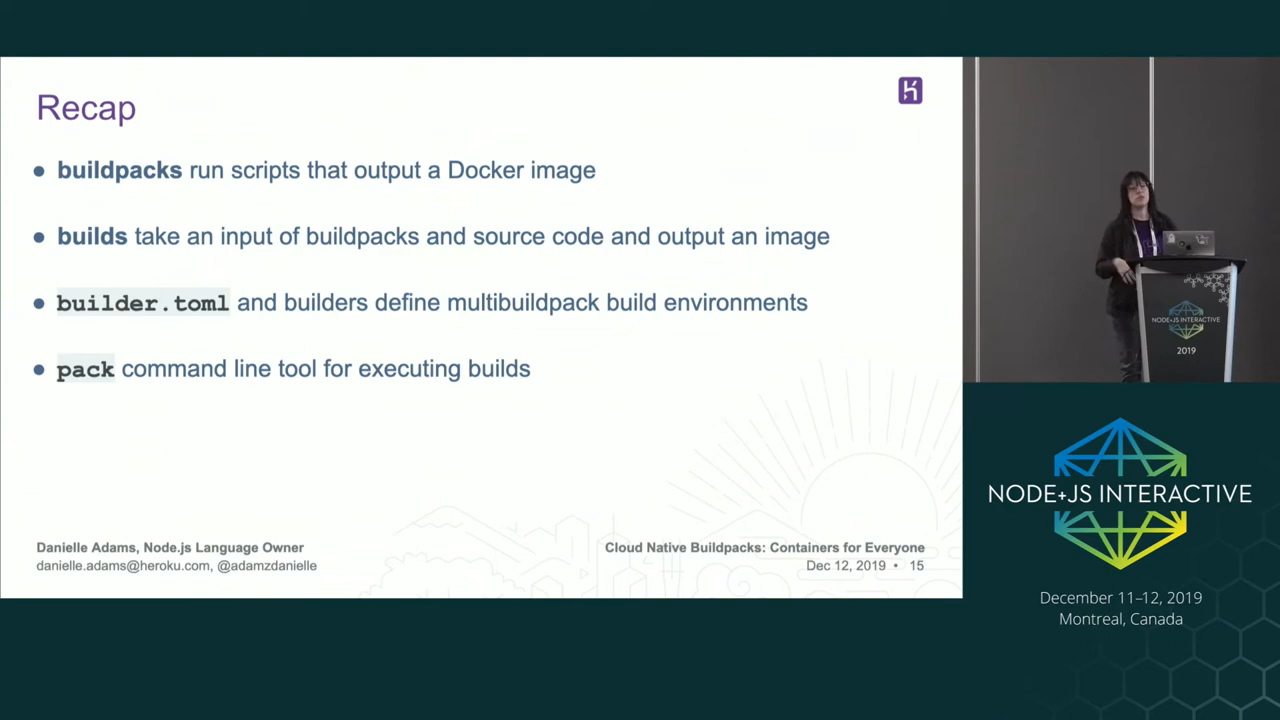 Recap
• buildpacks run scripts that output a Docker image
• builds take an input of buildpacks and source code and output an image
• builder.toml and builders define multibuildpack build environments
• pack command line tool for executing builds
Danielle Adams, Node.js Language Owner
danielle.adams@heroku.com, @adamzdanielle
Cloud Native Buildpacks: Containers for Everyone
Dec 12, 2019 • 15
NODE+JS INTERACTIVE
2019
NODE+JS INTERACTIVE
December 11–12, 2019
Montreal, Canada